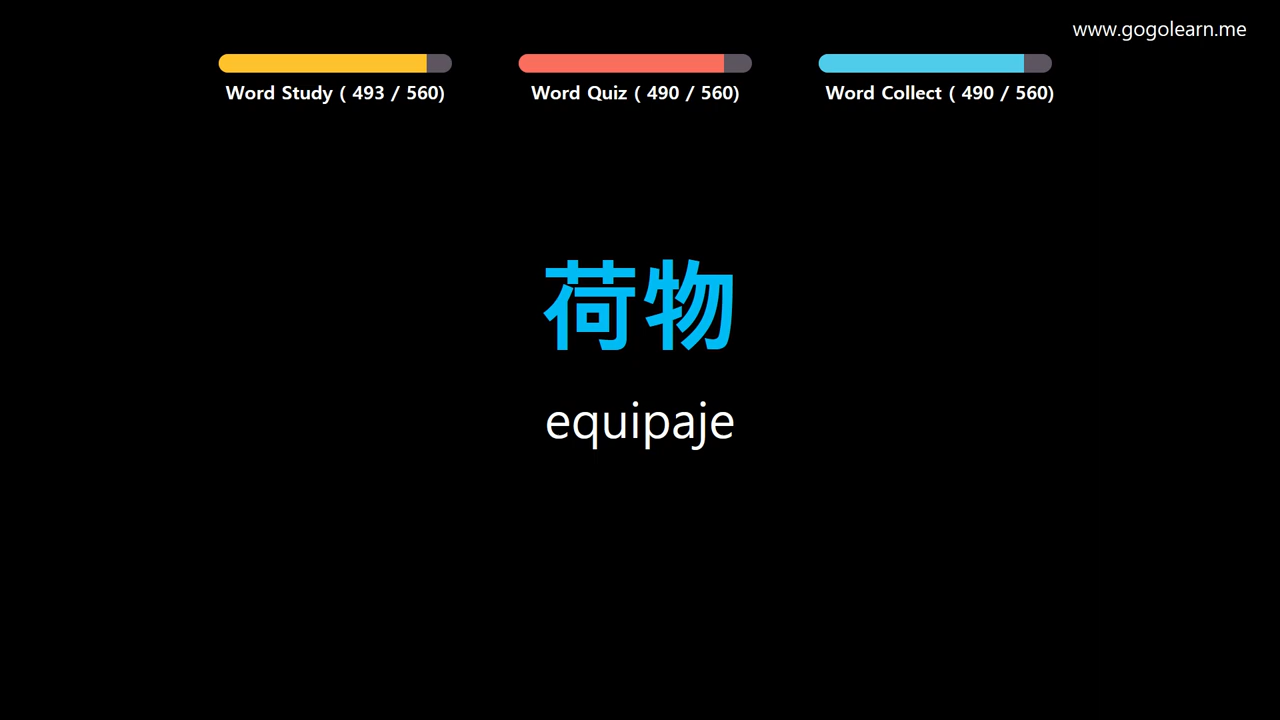 www.gogolearn.me
Word Study ( 493 / 560)
Word Quiz ( 490 / 560)
Word Collect ( 490 / 560)
荷物
equipaje